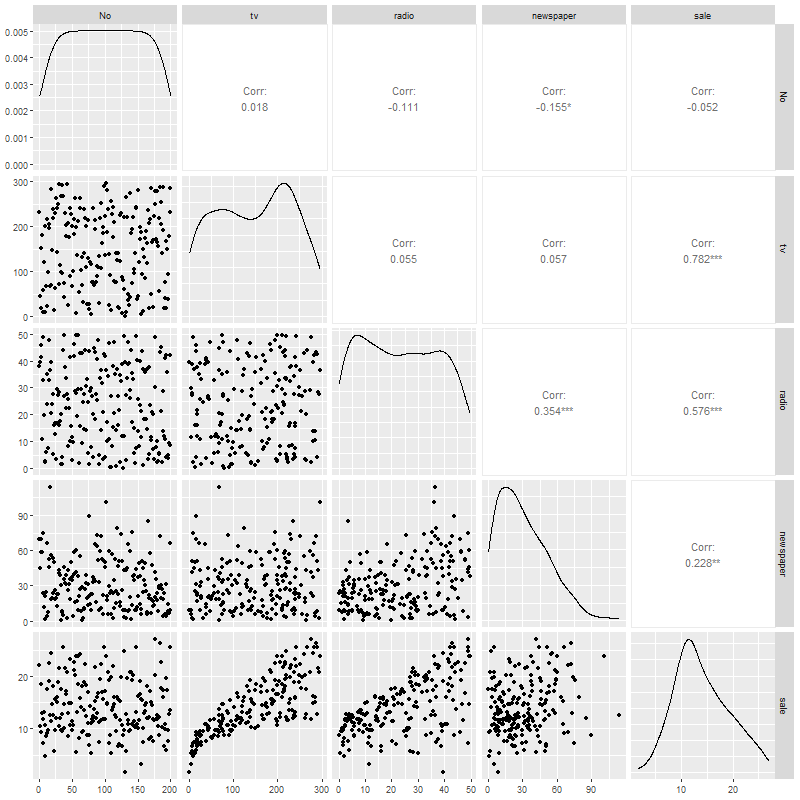 No tv radio newspaper sale
0.005
0.004
0.003
0.002
0.001
0.000
Corr:
0.018
Corr:
-0.111
Corr:
-0.155*
Corr:
-0.052
No
300
200
100
0
Corr:
0.055
Corr:
0.057
Corr:
0.782***
tv
50
40
30
20
10
0
Corr:
0.354***
Corr:
0.576***
radio
90
60
30
0
Corr:
0.228**
newspaper
20
10
sale
0 50 100 150 200 0 100 200 300 0 10 20 30 40 50 0 30 60 90 10 20